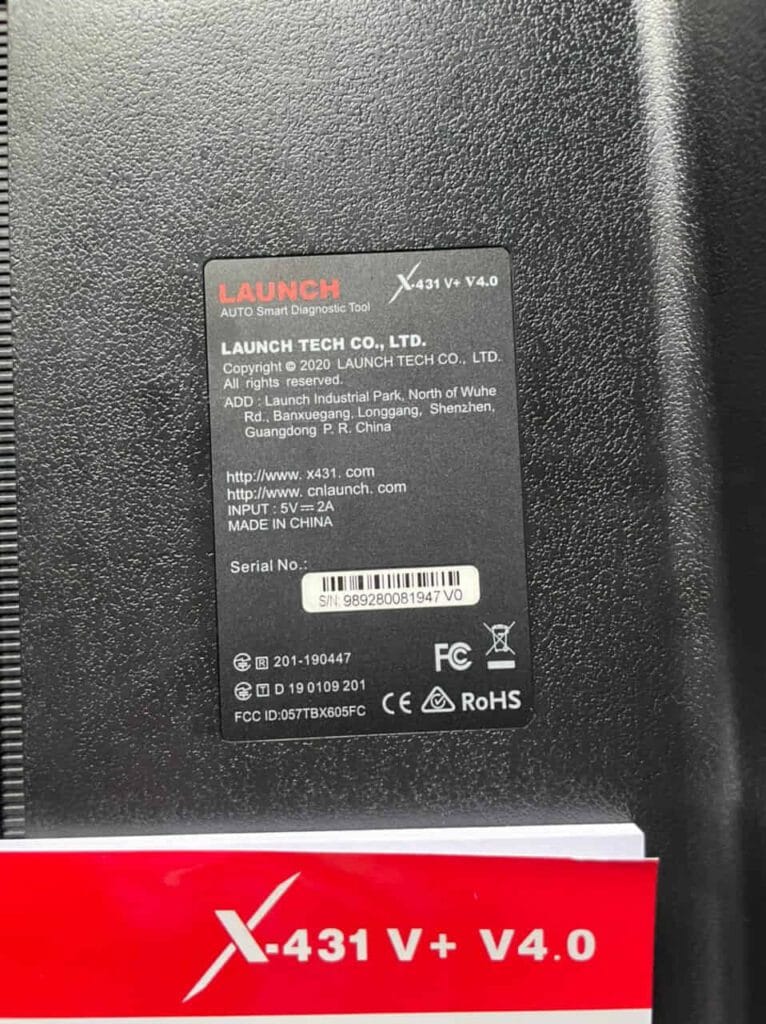 LAUNCH X-431 V+ V4.0
AUTO Smart Diagnostic Tool
LAUNCH TECH CO., LTD.
Copyright © 2020 LAUNCH TECH CO., LTD.
All rights reserved.
ADD : Launch Industrial Park, North of Wuhe
Rd., Banxuegang, Longgang, Shenzhen,
Guangdong P. R. China
http://www. x431. com
http://www. cnlaunch. com
INPUT : 5V⎓2A
MADE IN CHINA
Serial No.:
S/N: 989280081947 V0
R 201-190447 FC
T D 19 0109 201
FCC ID:057TBX605FC CE RoHS
X-431 V+ V4.0